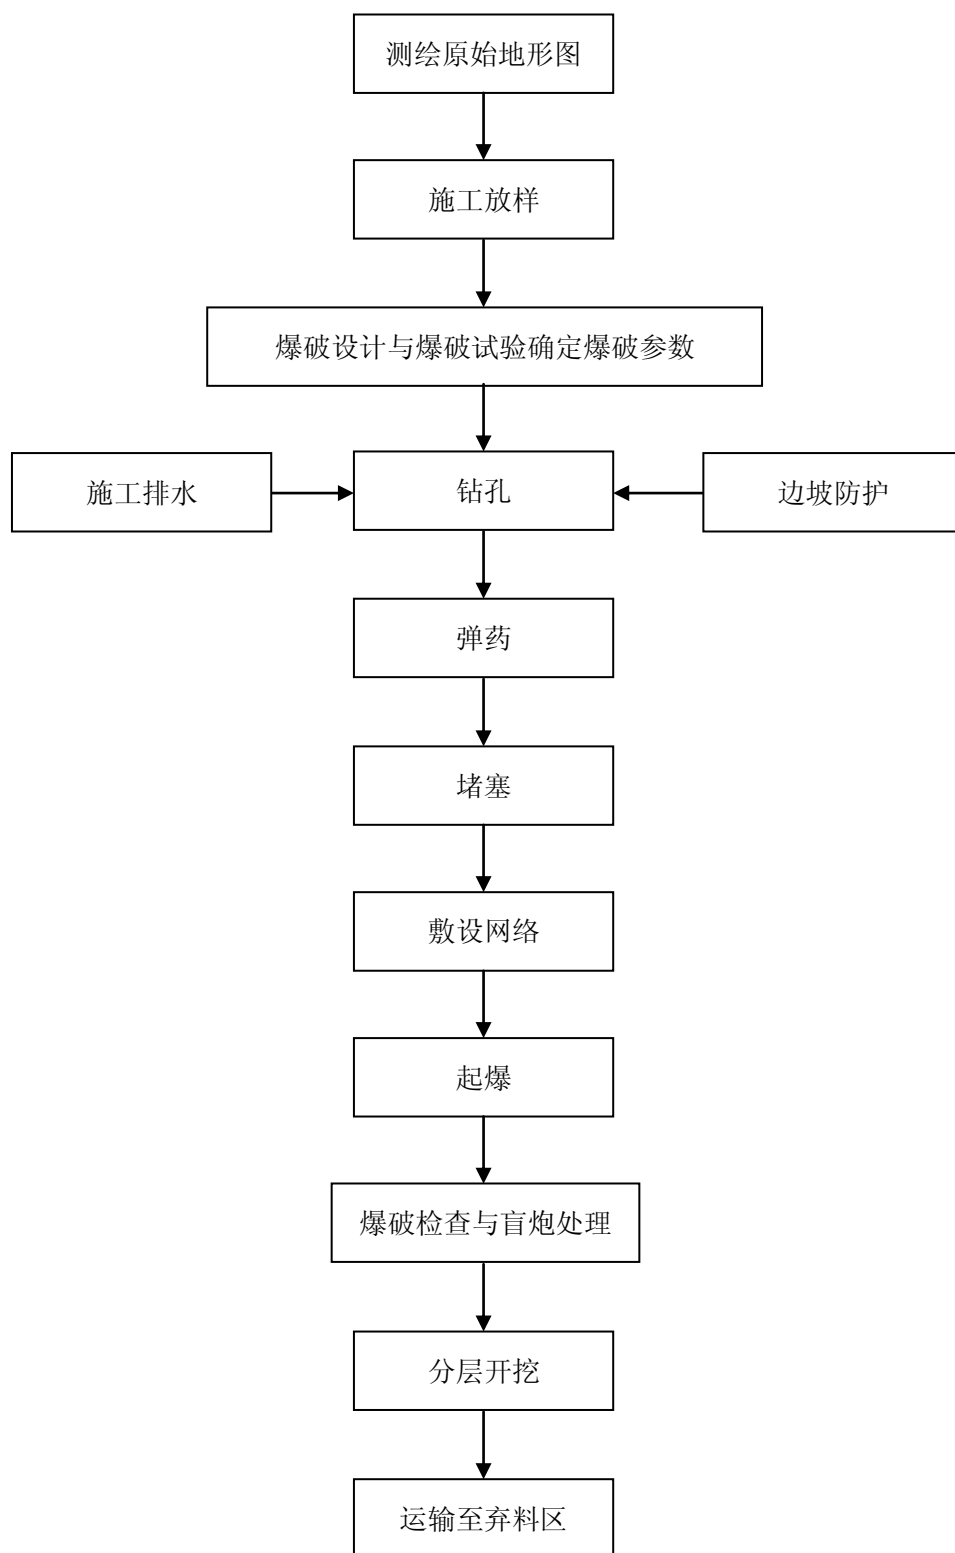 测绘原始地形图
施工放样
爆破设计与爆破试验确定爆破参数
施工排水
钻孔
边坡防护
弹药
堵塞
敷设网络
起爆
爆破检查与盲炮处理
分层开挖
运输至弃料区